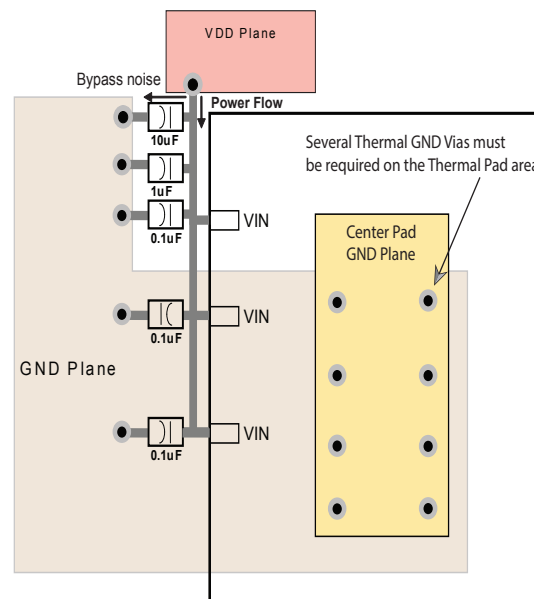 VDD Plane
Bypass noise
Power Flow
10uF
Several Thermal GND Vias must
be required on the Thermal Pad area
1uF
0.1uF
VIN
Center Pad
GND Plane
VIN
0.1uF
GND Plane
VIN
0.1uF